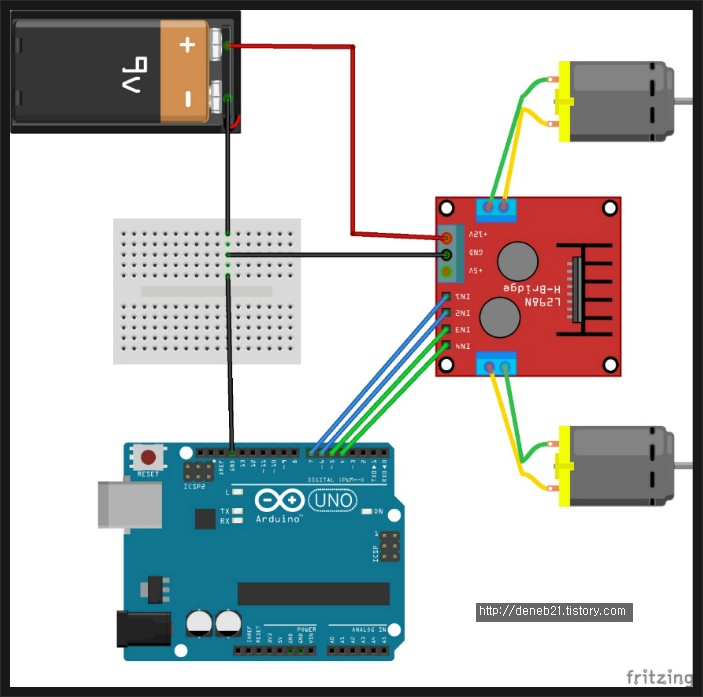 +
-
9V
+12V
GND
+5V
IN1
IN2
IN3
IN4
L298N
H-Bridge
RESET
ICSP2
AREF
GND
13
12
~11
~10
~9
8
7
~6
~5
4
~3
2
TX▶1
RX◀0
DIGITAL (PWM~)
L
TX
RX
UNO
Arduino™
ON
ICSP
1
POWER
ANALOG IN
IOREF
RESET
3V3
5V
GND
GND
VIN
A0
A1
A2
A3
A4
A5
http://deneb21.tistory.com
fritzing